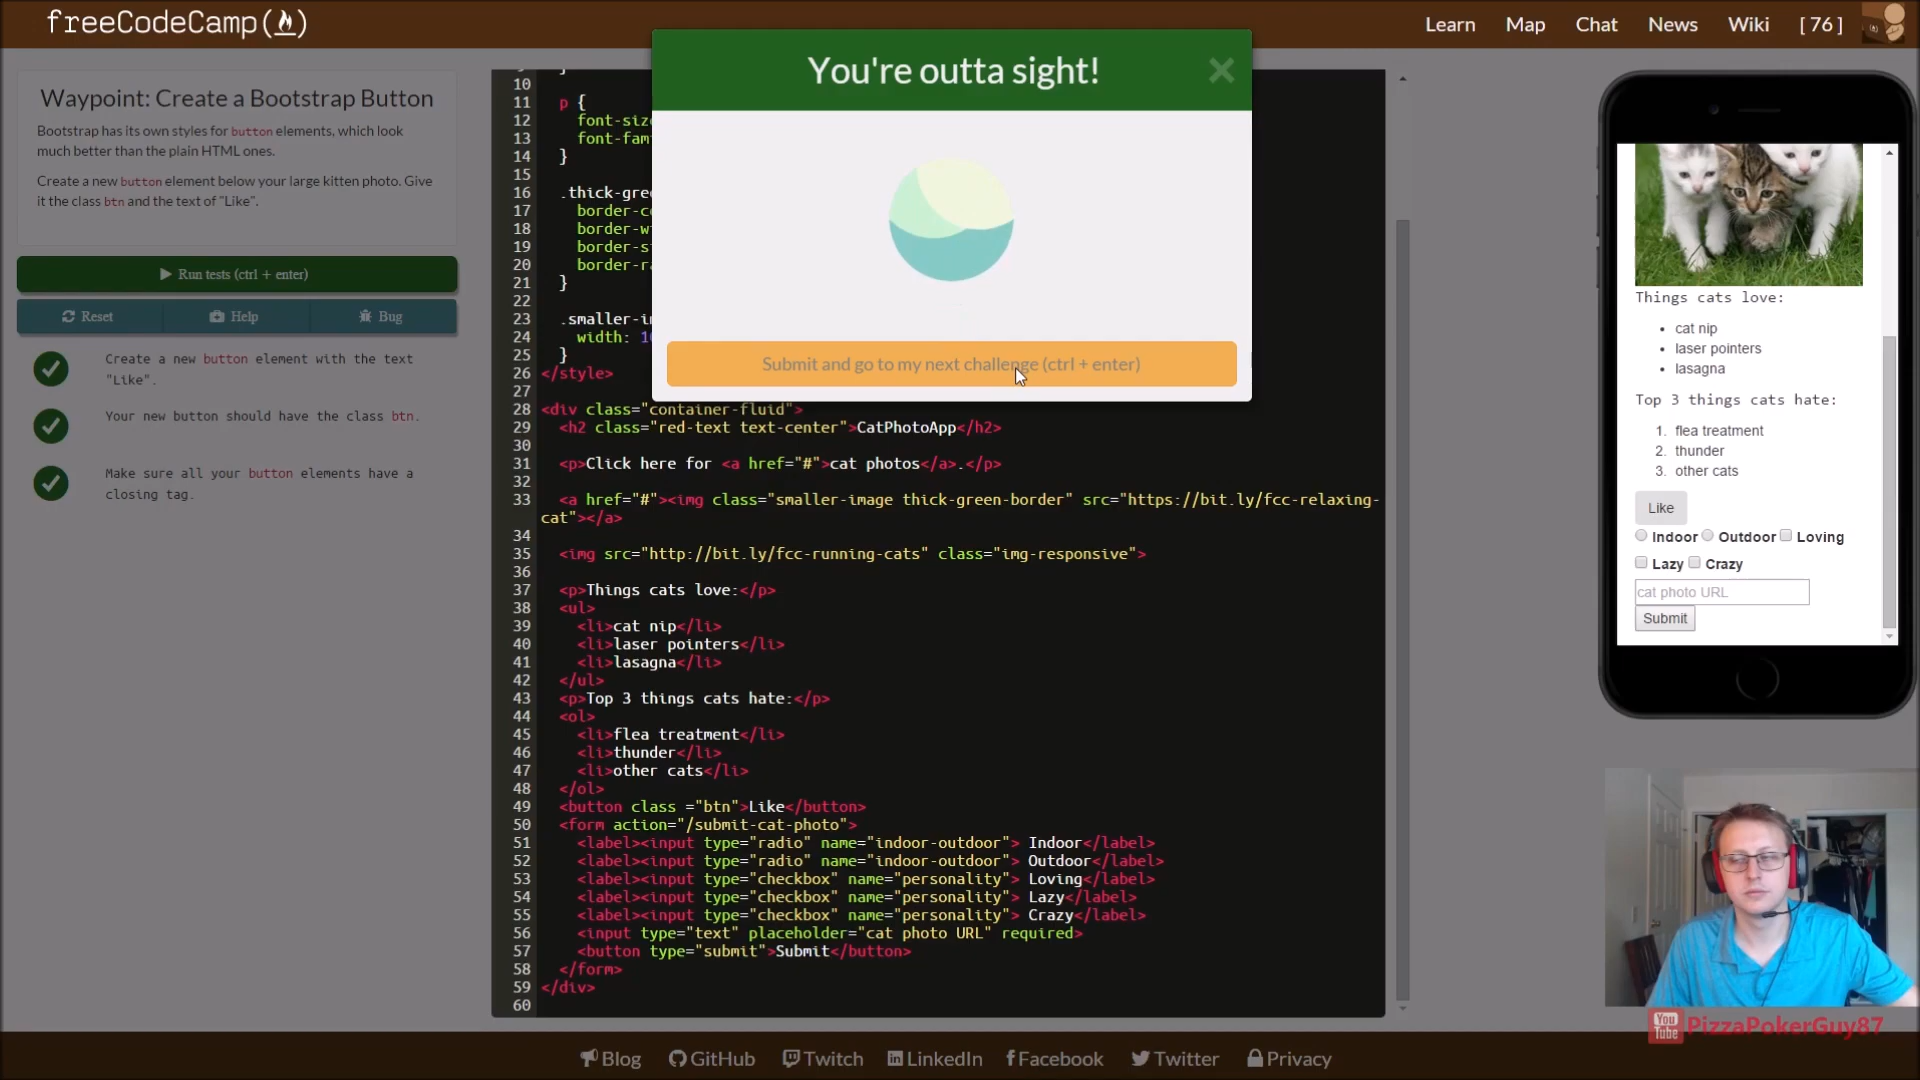 freeCodeCamp(🔥)
Learn Map Chat News Wiki [ 76 ]
Waypoint: Create a Bootstrap Button
Bootstrap has its own styles for button elements, which look
much better than the plain HTML ones.
Create a new button element below your large kitten photo. Give
it the class btn and the text of "Like".
Run tests (ctrl + enter)
Reset Help Bug
Create a new button element with the text
"Like".
Your new button should have the class btn.
Make sure all your button elements have a
closing tag.
You're outta sight!
Submit and go to my next challenge (ctrl + enter)
10
11 p {
12 font-size
13 font-fam
14 }
15
16 .thick-gre
17 border-c
18 border-w
19 border-s
20 border-r
21 }
22
23 .smaller-i
24 width: 1
25 }
26 </style>
27
28 <div class="container-fluid">
29 <h2 class="red-text text-center">CatPhotoApp</h2>
30
31 <p>Click here for <a href="#">cat photos</a>.</p>
32
33 <a href="#"><img class="smaller-image thick-green-border" src="https://bit.ly/fcc-relaxing-
cat"></a>
34
35 <img src="http://bit.ly/fcc-running-cats" class="img-responsive">
36
37 <p>Things cats love:</p>
38 <ul>
39 <li>cat nip</li>
40 <li>laser pointers</li>
41 <li>lasagna</li>
42 </ul>
43 <p>Top 3 things cats hate:</p>
44 <ol>
45 <li>flea treatment</li>
46 <li>thunder</li>
47 <li>other cats</li>
48 </ol>
49 <button class ="btn">Like</button>
50 <form action="/submit-cat-photo">
51 <label><input type="radio" name="indoor-outdoor"> Indoor</label>
52 <label><input type="radio" name="indoor-outdoor"> Outdoor</label>
53 <label><input type="checkbox" name="personality"> Loving</label>
54 <label><input type="checkbox" name="personality"> Lazy</label>
55 <label><input type="checkbox" name="personality"> Crazy</label>
56 <input type="text" placeholder="cat photo URL" required>
57 <button type="submit">Submit</button>
58 </form>
59 </div>
60
Things cats love:
• cat nip
• laser pointers
• lasagna
Top 3 things cats hate:
1. flea treatment
2. thunder
3. other cats
Like
Indoor Outdoor Loving
Lazy Crazy
cat photo URL
Submit
You Tube PizzaPokerGuy87
Blog GitHub Twitch LinkedIn Facebook Twitter Privacy